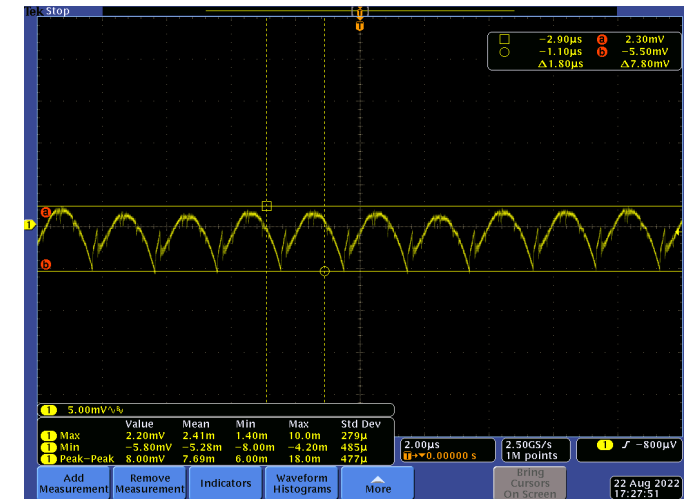 Tek Stop
T
T
−2.90µs a 2.30mV
−1.10µs b −5.50mV
Δ1.80µs Δ7.80mV
a
1
b
1 5.00mV∿
Value Mean Min Max Std Dev
1 Max 2.20mV 2.41m 1.40m 10.0m 279µ
1 Min −5.80mV −5.28m −8.00m −4.20m 485µ
1 Peak-Peak 8.00mV 7.69m 6.00m 18.0m 477µ
2.00µs
T→▾0.00000 s
2.50GS/s
1M points
1 ʃ −800µV
Add Measurement
Remove Measurement
Indicators
Waveform Histograms
More
Bring Cursors On Screen
22 Aug 2022
17:27:51